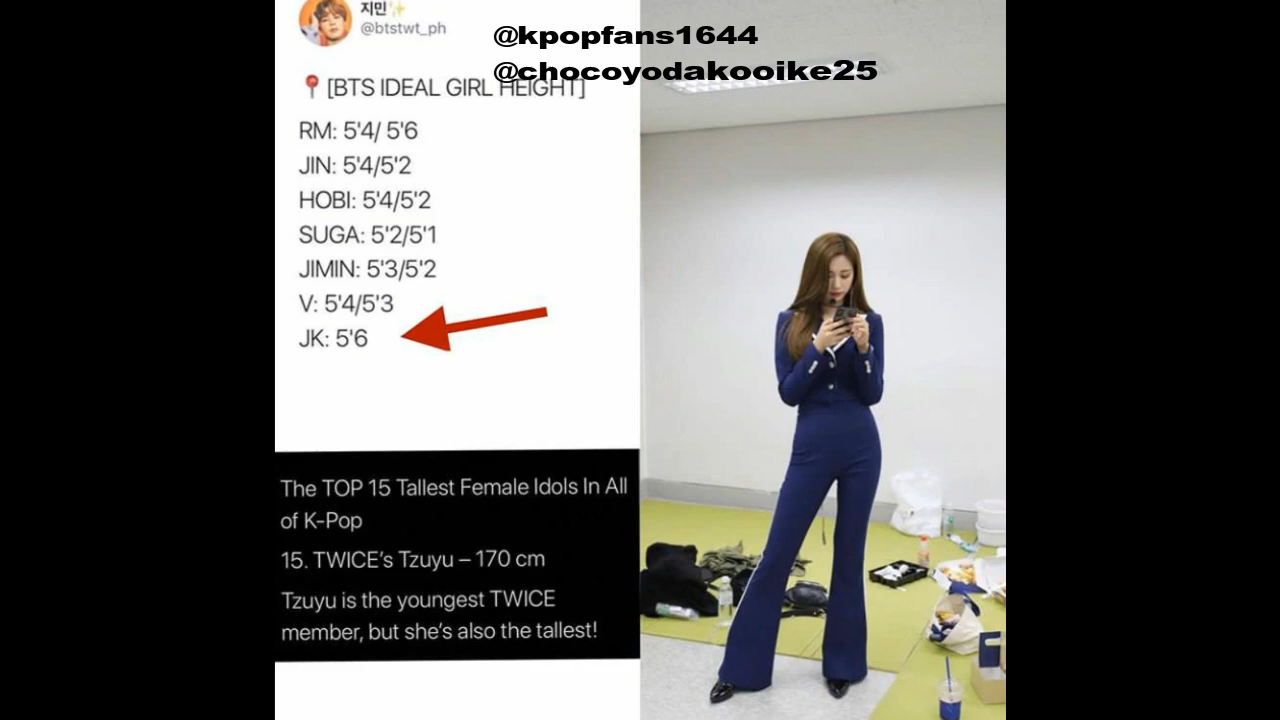 지민✨
@btstwt_ph
@kpopfans1644
@chocoyodakooike25
📍[BTS IDEAL GIRL HEIGHT]
RM: 5'4/ 5'6
JIN: 5'4/5'2
HOBI: 5'4/5'2
SUGA: 5'2/5'1
JIMIN: 5'3/5'2
V: 5'4/5'3
JK: 5'6
The TOP 15 Tallest Female Idols In All
of K-Pop
15. TWICE’s Tzuyu – 170 cm
Tzuyu is the youngest TWICE
member, but she’s also the tallest!